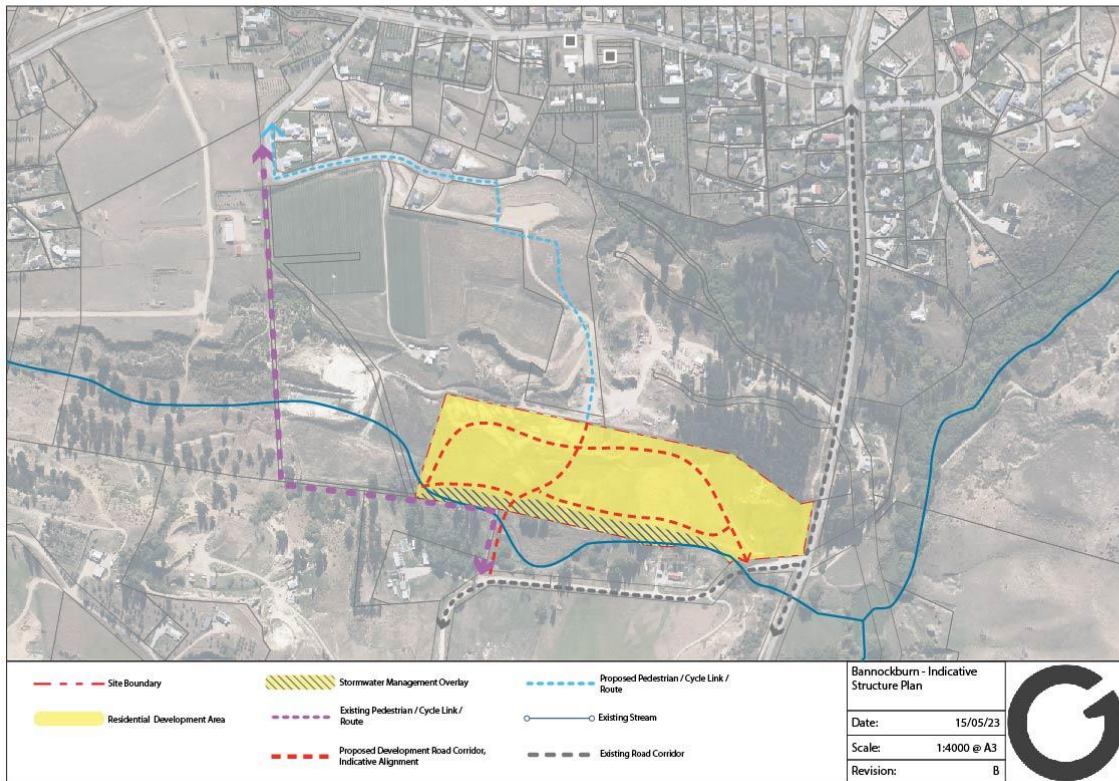 Site Boundary
Residential Development Area
Stormwater Management Overlay
Existing Pedestrian / Cycle Link /
Route
Proposed Development Road Corridor,
Indicative Alignment
Proposed Pedestrian / Cycle Link /
Route
Existing Stream
Existing Road Corridor
Bannockburn - Indicative
Structure Plan
Date: 15/05/23
Scale: 1:4000 @ A3
Revision: B